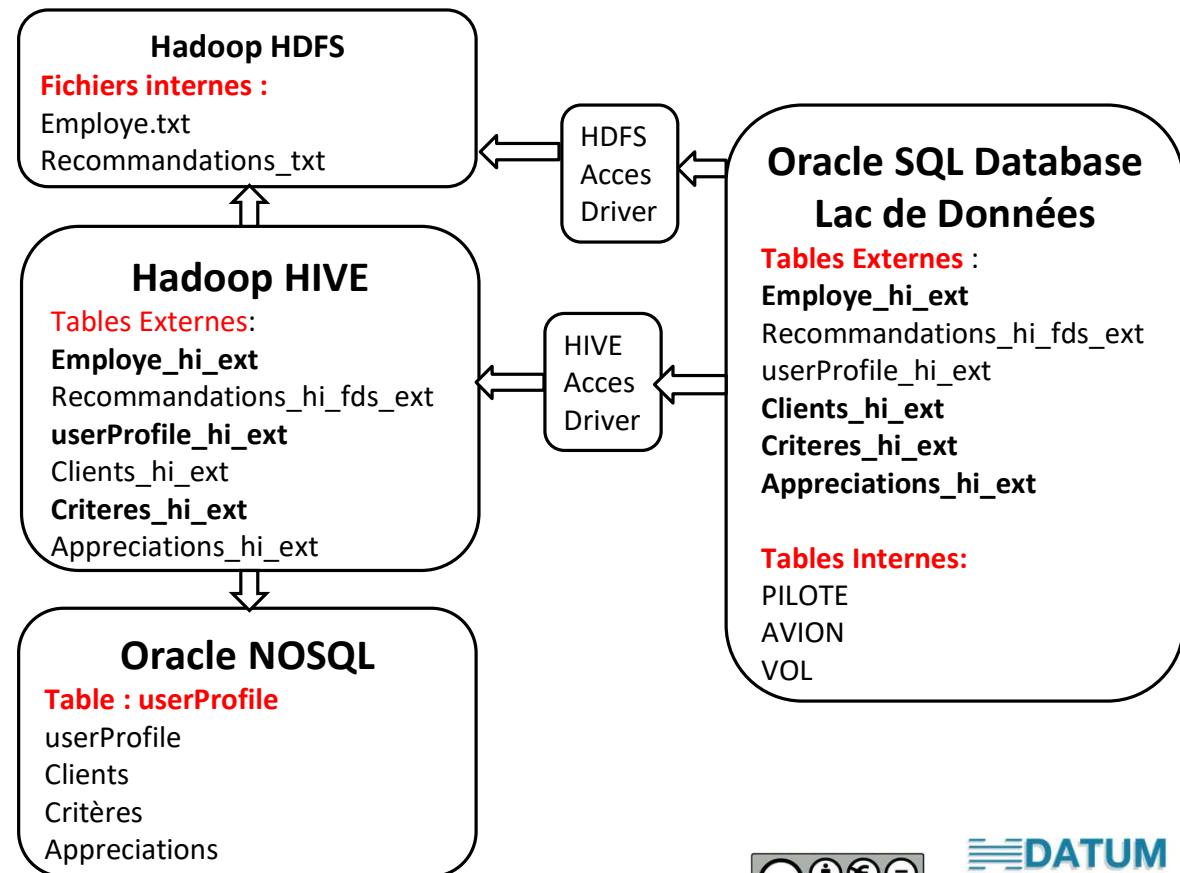 Hadoop HDFS
Fichiers internes :
Employe.txt
Recommandations_txt
HDFS
Acces
Driver
Hadoop HIVE
Tables Externes:
Employe_hi_ext
Recommandations_hi_fds_ext
userProfile_hi_ext
Clients_hi_ext
Criteres_hi_ext
Appreciations_hi_ext
HIVE
Acces
Driver
Oracle SQL Database
Lac de Données
Tables Externes :
Employe_hi_ext
Recommandations_hi_fds_ext
userProfile_hi_ext
Clients_hi_ext
Criteres_hi_ext
Appreciations_hi_ext
Tables Internes:
PILOTE
AVION
VOL
Oracle NOSQL
Table : userProfile
userProfile
Clients
Critères
Appreciations
DATUM